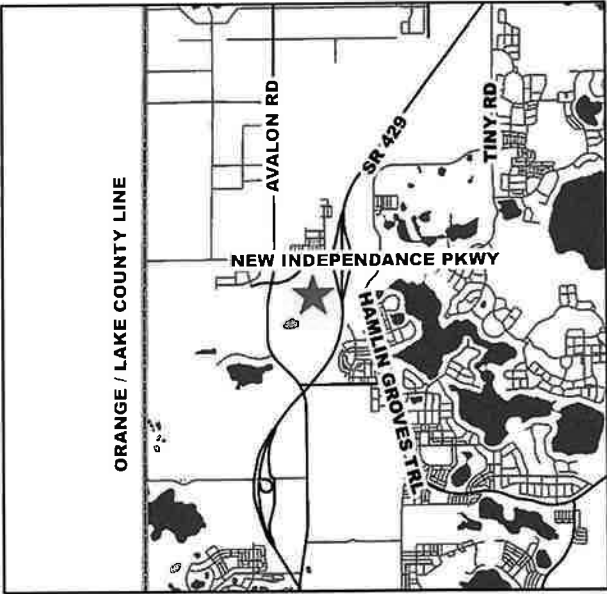 AVALON RD
SR 429
TINY RD
ORANGE / LAKE COUNTY LINE
NEW INDEPENDANCE PKWY
HAMLIN GROVES TRL